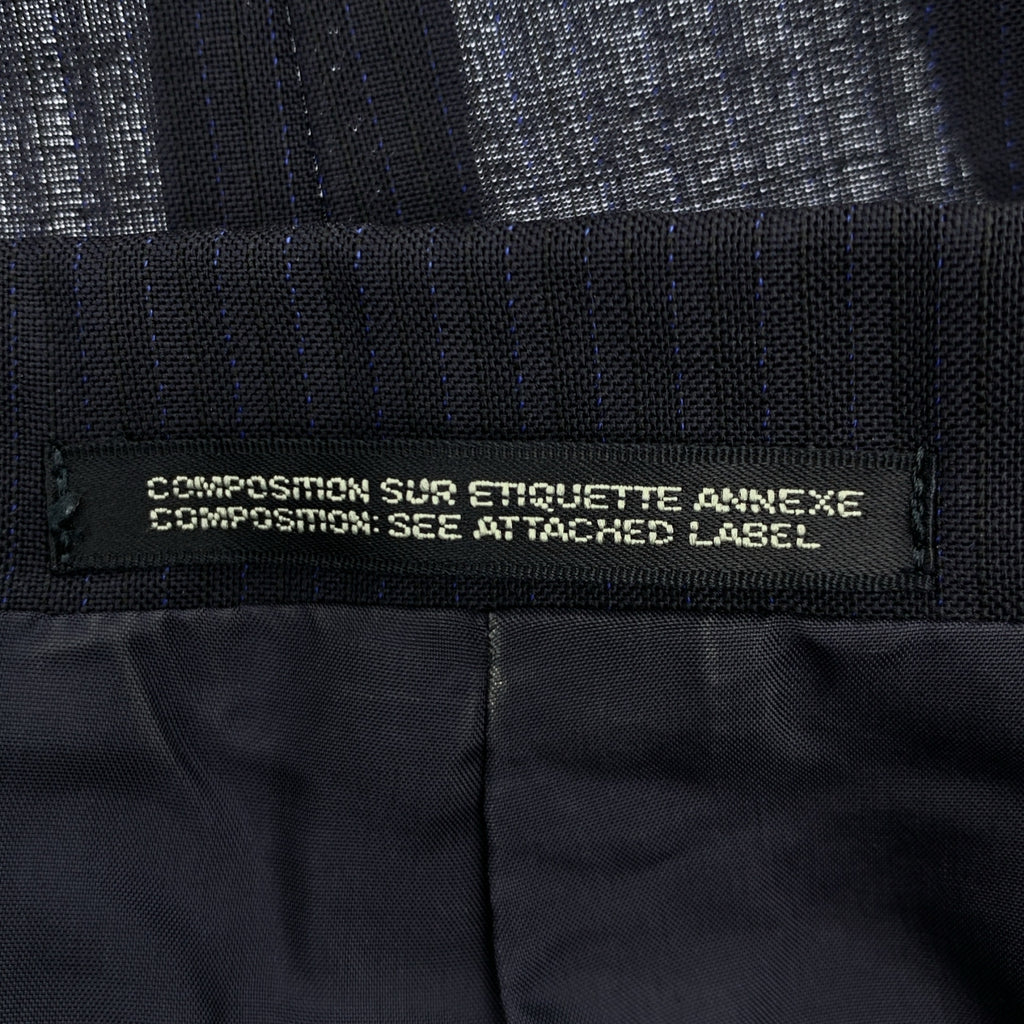 COMPOSITION SUR ETIQUETTE ANNEXE
COMPOSITION: SEE ATTACHED LABEL